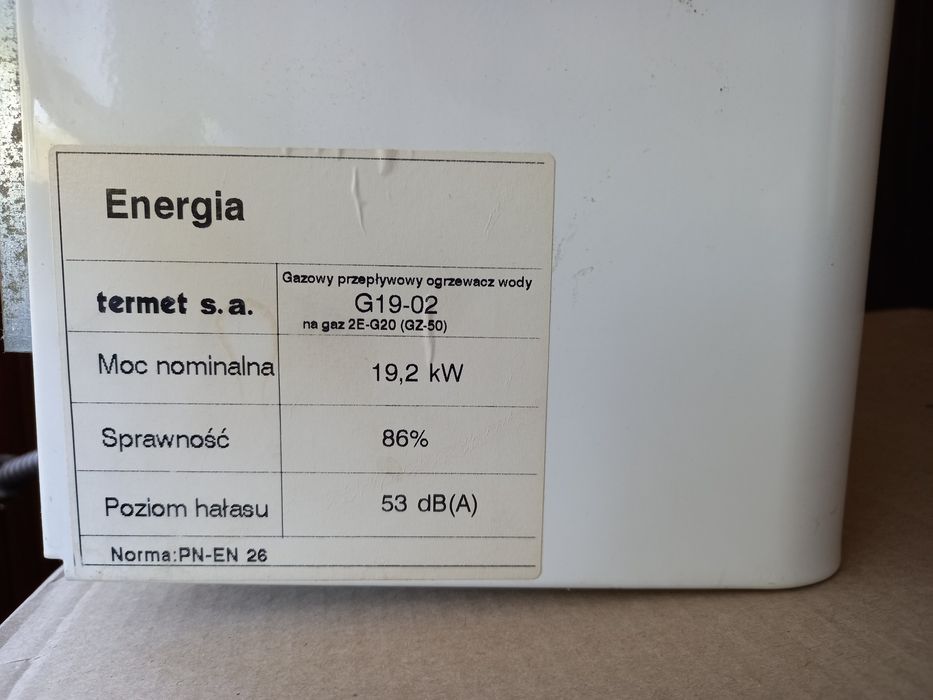 Energia
termet s.a.
Gazowy przepływowy ogrzewacz wody
G19-02
na gaz 2E-G20 (GZ-50)
Moc nominalna 19,2 kW
Sprawność 86%
Poziom hałasu 53 dB(A)
Norma:PN-EN 26